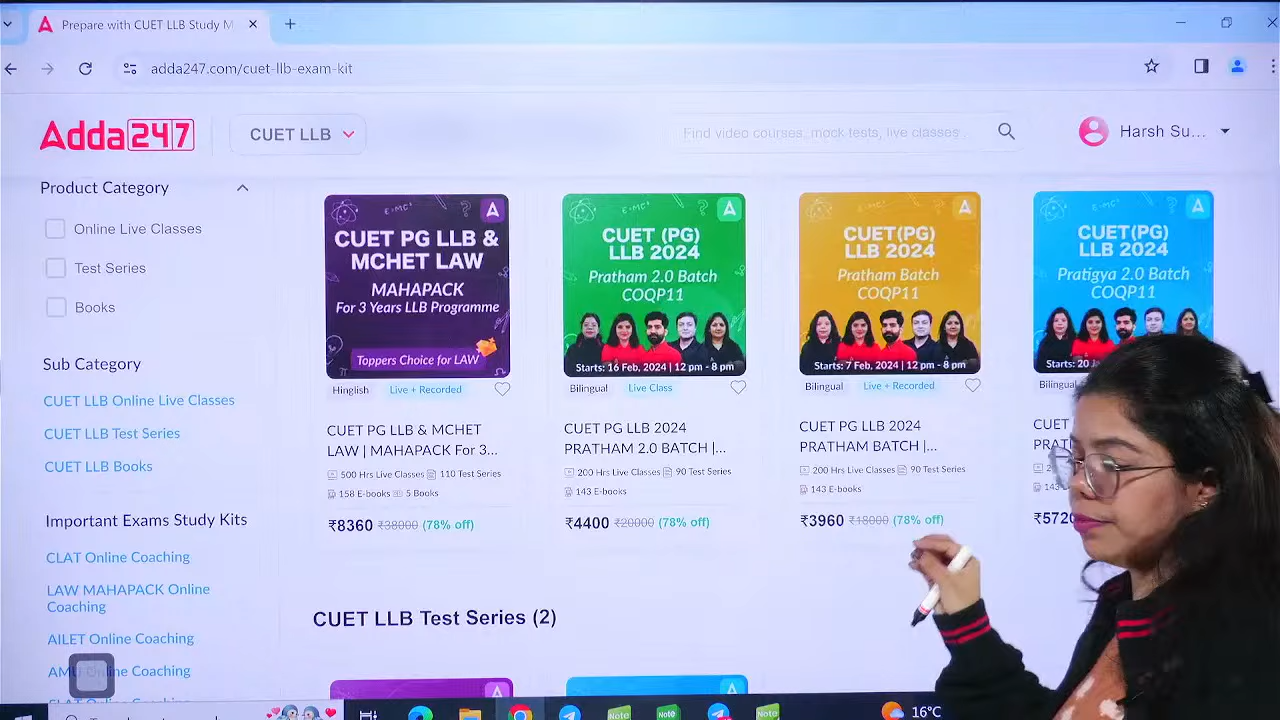 Prepare with CUET LLB Study M
adda247.com/cuet-llb-exam-kit
Adda247
CUET LLB
Find video courses, mock tests, live classes
Harsh Su...
Product Category
Online Live Classes
Test Series
Books
Sub Category
CUET LLB Online Live Classes
CUET LLB Test Series
CUET LLB Books
Important Exams Study Kits
CLAT Online Coaching
LAW MAHAPACK Online
Coaching
AILET Online Coaching
CUET PG LLB &
MCHET LAW
MAHAPACK
For 3 Years LLB Programme
Toppers Choice for LAW
Hinglish
Live + Recorded
CUET PG LLB & MCHET
LAW | MAHAPACK For 3...
500 Hrs Live Classes 110 Test Series
158 E-books 5 Books
₹8360 ₹38000 (78% off)
CUET (PG)
LLB 2024
Pratham 2.0 Batch
COQP11
Starts: 16 Feb, 2024 | 12 pm - 8 pm
Bilingual
Live Class
CUET PG LLB 2024
PRATHAM 2.0 BATCH |...
200 Hrs Live Classes 90 Test Series
143 E-books
₹4400 ₹20000 (78% off)
CUET(PG)
LLB 2024
Pratham Batch
COQP11
Starts: 7 Feb, 2024 | 12 pm - 8 pm
Bilingual
Live + Recorded
CUET PG LLB 2024
PRATHAM BATCH |...
200 Hrs Live Classes 90 Test Series
143 E-books
₹3960 ₹18000 (78% off)
CUET(PG)
LLB 2024
Pratigya 2.0 Batch
COQP11
Starts: 20
Bilingual
CUET
₹5720
CUET LLB Test Series (2)
Note
Note
Note
16°C